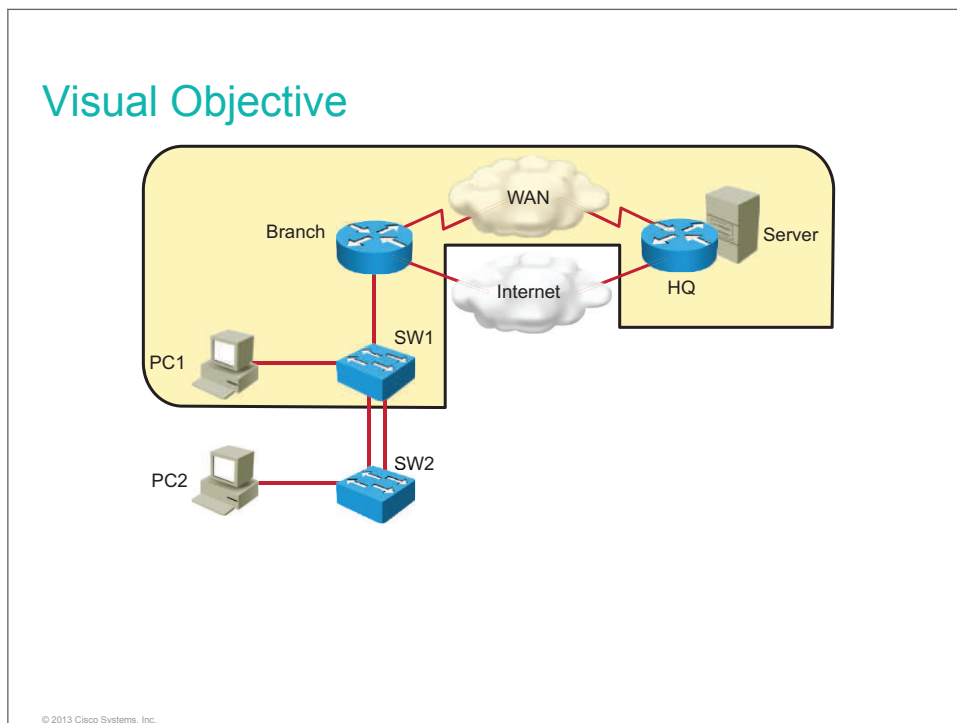 Visual Objective
WAN
Branch
Server
Internet
HQ
SW1
PC1
SW2
PC2
© 2013 Cisco Systems, Inc.